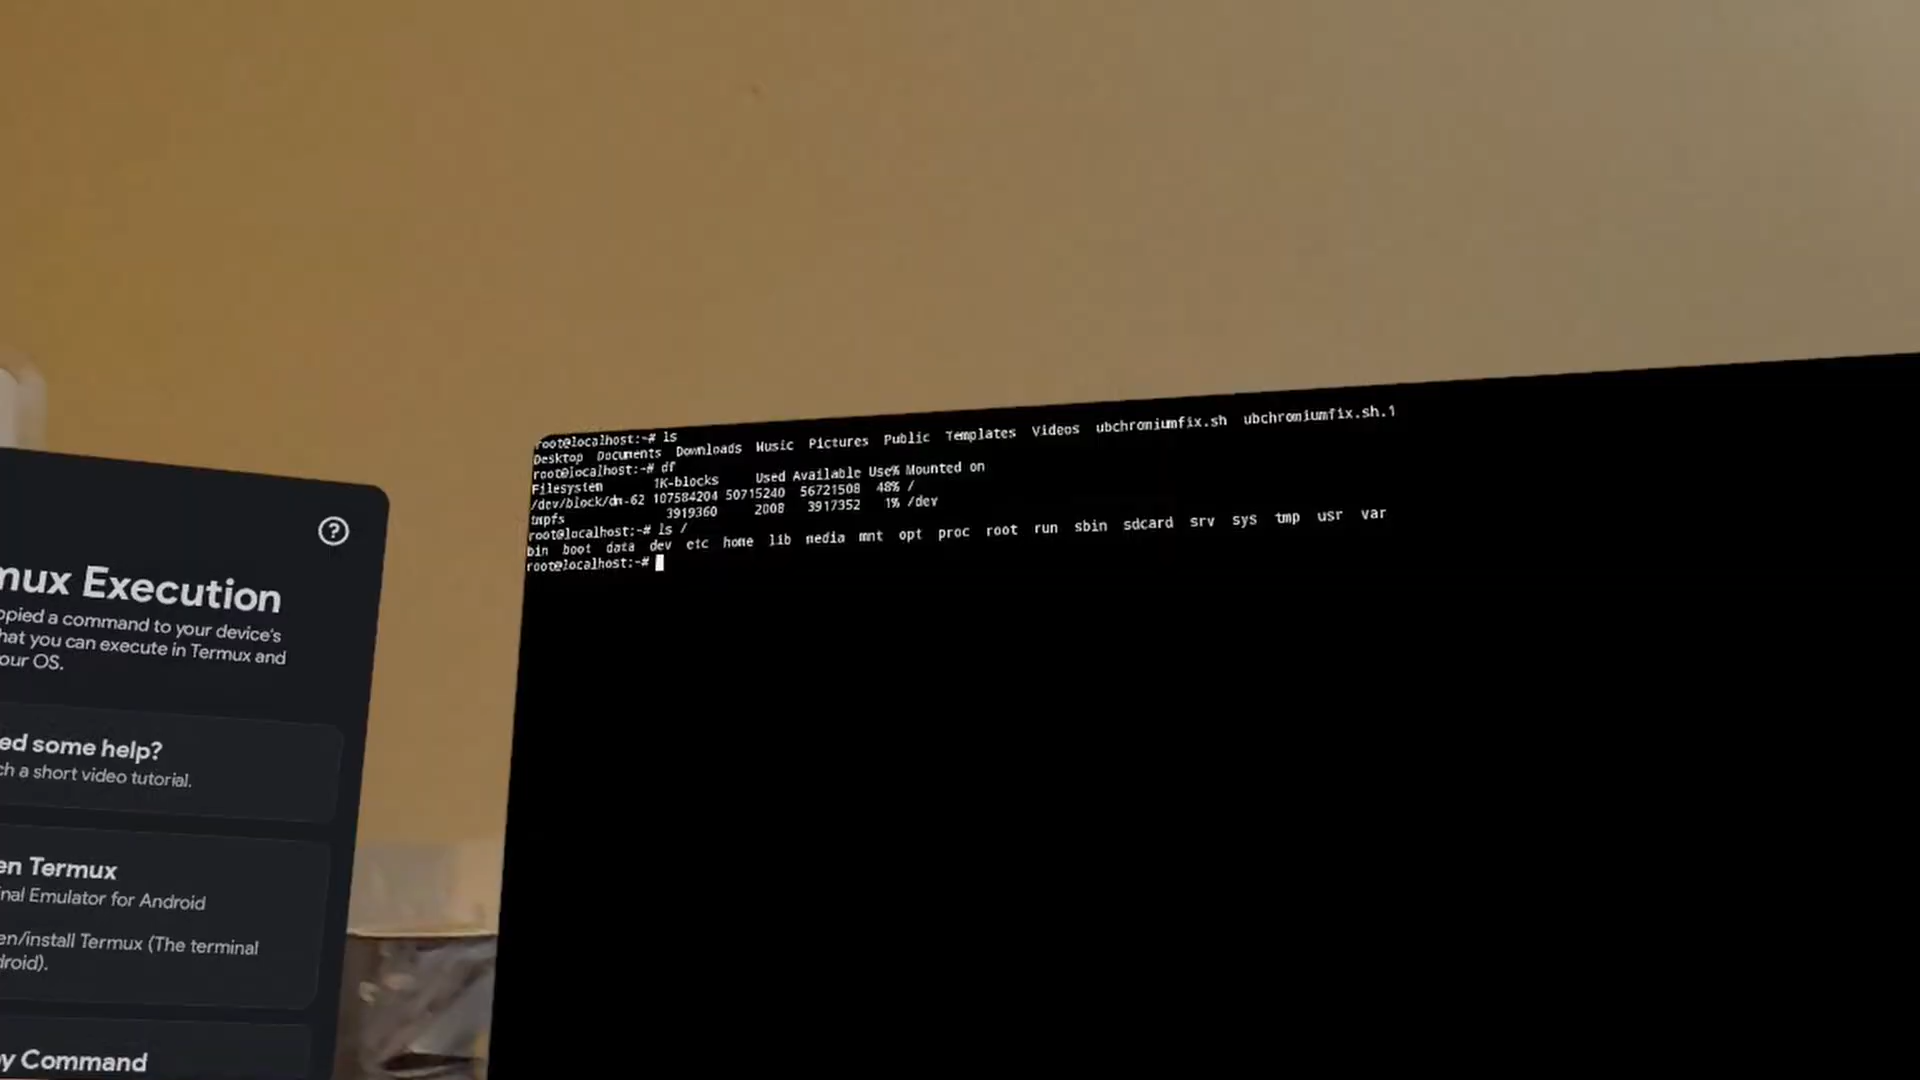 mux Execution
opied a command to your device's
hat you can execute in Termux and
our OS.
ed some help?
ch a short video tutorial.
en Termux
nal Emulator for Android
en/install Termux (The terminal
droid).
y Command
root@localhost:~# ls
Desktop Documents Downloads Music Pictures Public Templates Videos ubchromiumfix.sh ubchromiumfix.sh.1
root@localhost:~# df
Filesystem 1K-blocks Used Available Use% Mounted on
/dev/block/dm-62 107584204 50715240 56721508 48% /
tmpfs 3919360 2008 3917352 1% /dev
root@localhost:~# ls /
bin boot data dev etc home lib media mnt opt proc root run sbin sdcard srv sys tmp usr var
root@localhost:~#